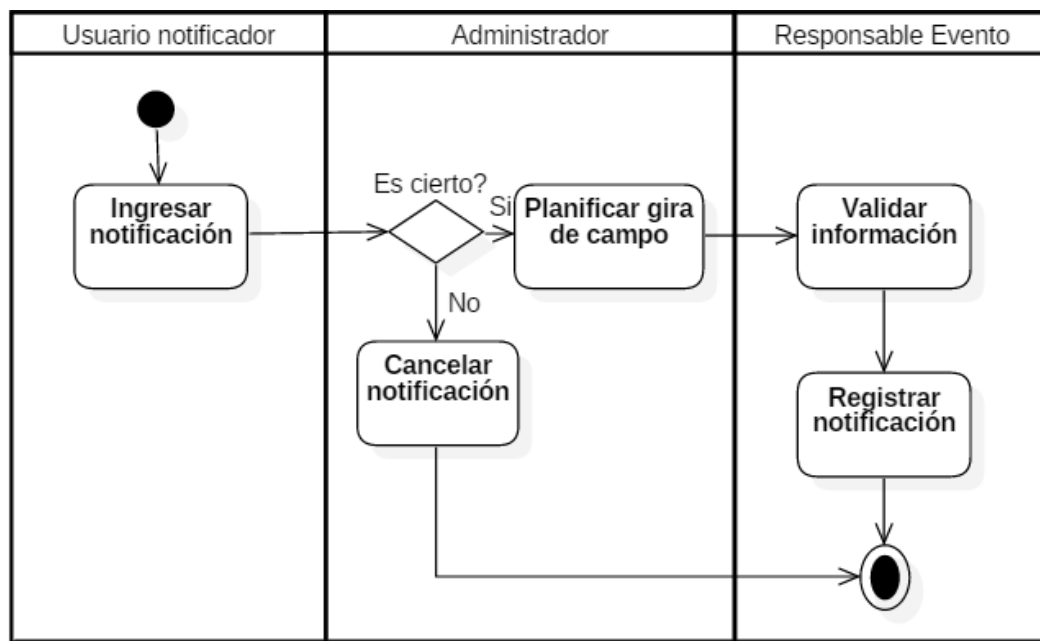 Usuario notificador
Administrador
Responsable Evento
Ingresar
notificación
Es cierto?
Si
Planificar gira
de campo
Validar
información
No
Cancelar
notificación
Registrar
notificación